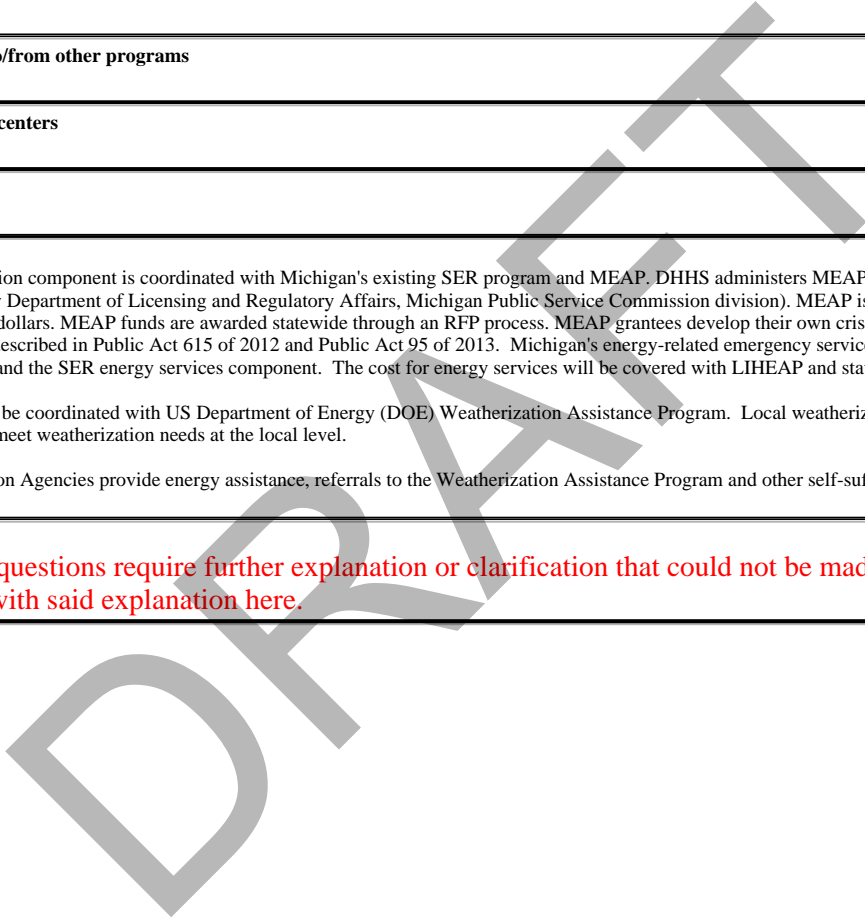 /from other programs
centers
ion component is coordinated with Michigan's existing SER program and MEAP. DHHS administers MEAP
Department of Licensing and Regulatory Affairs, Michigan Public Service Commission division). MEAP is
dollars. MEAP funds are awarded statewide through an RFP process. MEAP grantees develop their own cris
escribed in Public Act 615 of 2012 and Public Act 95 of 2013. Michigan's energy-related emergency service
and the SER energy services component. The cost for energy services will be covered with LIHEAP and sta
be coordinated with US Department of Energy (DOE) Weatherization Assistance Program. Local weatheriz
meet weatherization needs at the local level.
on Agencies provide energy assistance, referrals to the Weatherization Assistance Program and other self-suf
questions require further explanation or clarification that could not be mad
with said explanation here.
DRAFT